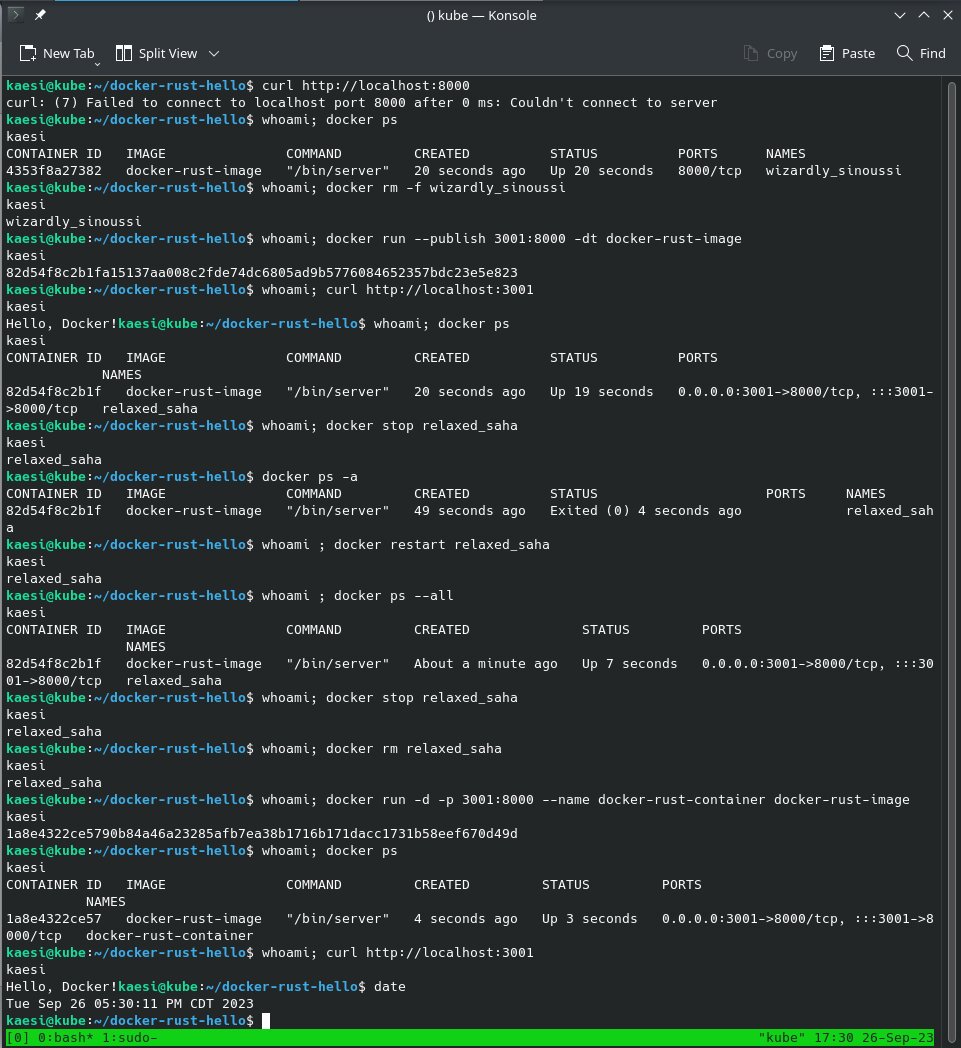 () kube — Konsole
New Tab Split View Copy Paste Find
kaesi@kube:~/docker-rust-hello$ curl http://localhost:8000
curl: (7) Failed to connect to localhost port 8000 after 0 ms: Couldn't connect to server
kaesi@kube:~/docker-rust-hello$ whoami; docker ps
kaesi
CONTAINER ID   IMAGE               COMMAND         CREATED          STATUS          PORTS      NAMES
4353f8a27382   docker-rust-image   "/bin/server"   20 seconds ago   Up 20 seconds   8000/tcp   wizardly_sinoussi
kaesi@kube:~/docker-rust-hello$ whoami; docker rm -f wizardly_sinoussi
kaesi
wizardly_sinoussi
kaesi@kube:~/docker-rust-hello$ whoami; docker run --publish 3001:8000 -dt docker-rust-image
kaesi
82d54f8c2b1fa15137aa008c2fde74dc6805ad9b5776084652357bdc23e5e823
kaesi@kube:~/docker-rust-hello$ whoami; curl http://localhost:3001
kaesi
Hello, Docker!kaesi@kube:~/docker-rust-hello$ whoami; docker ps
kaesi
CONTAINER ID   IMAGE               COMMAND         CREATED          STATUS          PORTS
            NAMES
82d54f8c2b1f   docker-rust-image   "/bin/server"   20 seconds ago   Up 19 seconds   0.0.0.0:3001->8000/tcp, :::3001-
>8000/tcp   relaxed_saha
kaesi@kube:~/docker-rust-hello$ whoami; docker stop relaxed_saha
kaesi
relaxed_saha
kaesi@kube:~/docker-rust-hello$ docker ps -a
CONTAINER ID   IMAGE               COMMAND         CREATED          STATUS                     PORTS     NAMES
82d54f8c2b1f   docker-rust-image   "/bin/server"   49 seconds ago   Exited (0) 4 seconds ago             relaxed_sah
a
kaesi@kube:~/docker-rust-hello$ whoami ; docker restart relaxed_saha
kaesi
relaxed_saha
kaesi@kube:~/docker-rust-hello$ whoami ; docker ps --all
kaesi
CONTAINER ID   IMAGE               COMMAND         CREATED              STATUS         PORTS
               NAMES
82d54f8c2b1f   docker-rust-image   "/bin/server"   About a minute ago   Up 7 seconds   0.0.0.0:3001->8000/tcp, :::30
01->8000/tcp   relaxed_saha
kaesi@kube:~/docker-rust-hello$ whoami; docker stop relaxed_saha
kaesi
relaxed_saha
kaesi@kube:~/docker-rust-hello$ whoami; docker rm relaxed_saha
kaesi
relaxed_saha
kaesi@kube:~/docker-rust-hello$ whoami; docker run -d -p 3001:8000 --name docker-rust-container docker-rust-image
kaesi
1a8e4322ce5790b84a46a23285afb7ea38b1716b171dacc1731b58eef670d49d
kaesi@kube:~/docker-rust-hello$ whoami; docker ps
kaesi
CONTAINER ID   IMAGE               COMMAND         CREATED         STATUS         PORTS
          NAMES
1a8e4322ce57   docker-rust-image   "/bin/server"   4 seconds ago   Up 3 seconds   0.0.0.0:3001->8000/tcp, :::3001->8
000/tcp   docker-rust-container
kaesi@kube:~/docker-rust-hello$ whoami; curl http://localhost:3001
kaesi
Hello, Docker!kaesi@kube:~/docker-rust-hello$ date
Tue Sep 26 05:30:11 PM CDT 2023
kaesi@kube:~/docker-rust-hello$
[0] 0:bash* 1:sudo- "kube" 17:30 26-Sep-23